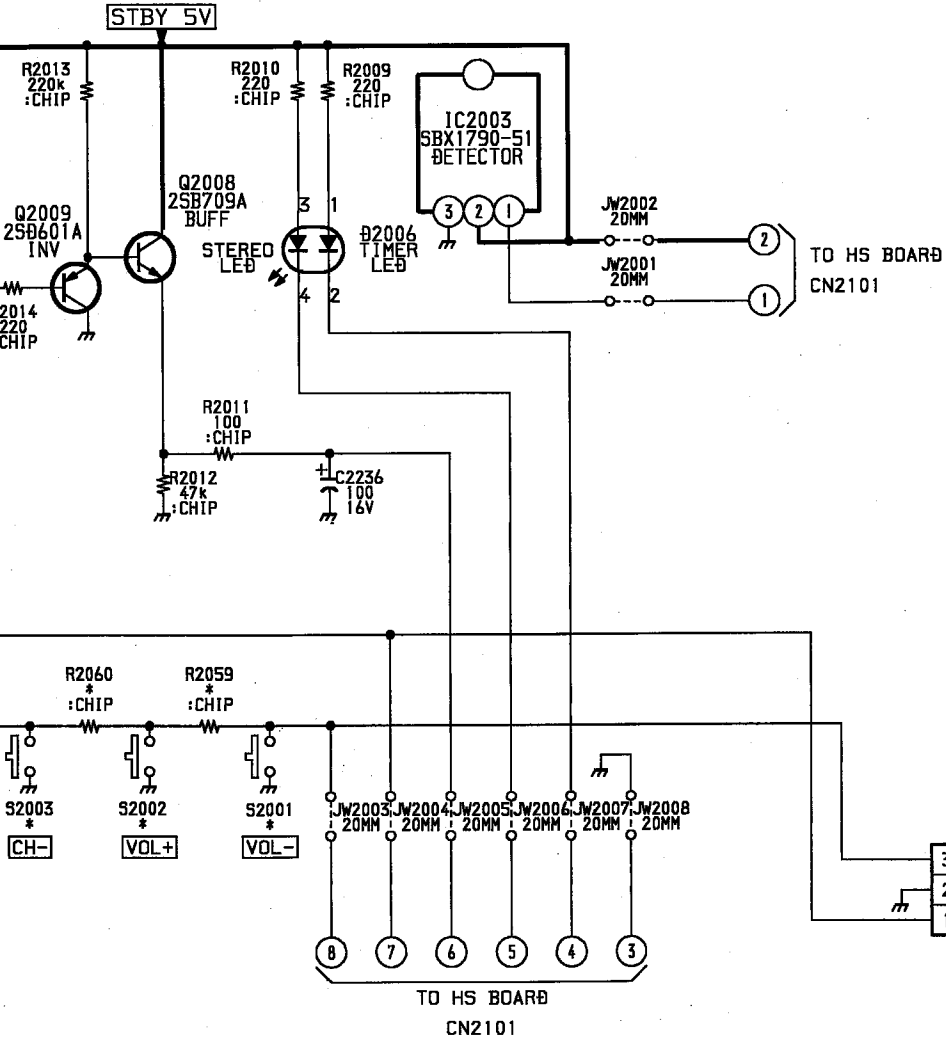 STBY 5V
R2013
220k
:CHIP
R2010
220
:CHIP
R2009
220
:CHIP
IC2003
SBX1790-51
DETECTOR
3 2 1
Q2008
2SB709A
BUFF
Q2009
2SD601A
INV
3 1
STEREO
LED
D2006
TIMER
LED
4 2
JW2002
20MM
2
JW2001
20MM
1
TO HS BOARD
CN2101
2014
220
CHIP
R2011
100
:CHIP
R2012
47k
:CHIP
+
C2236
100
16V
R2060
*
:CHIP
R2059
*
:CHIP
S2003
*
CH-
S2002
*
VOL+
S2001
*
VOL-
JW2003
20MM
JW2004
20MM
JW2005
20MM
JW2006
20MM
JW2007
20MM
JW2008
20MM
3
2
1
8 7 6 5 4 3
TO HS BOARD
CN2101